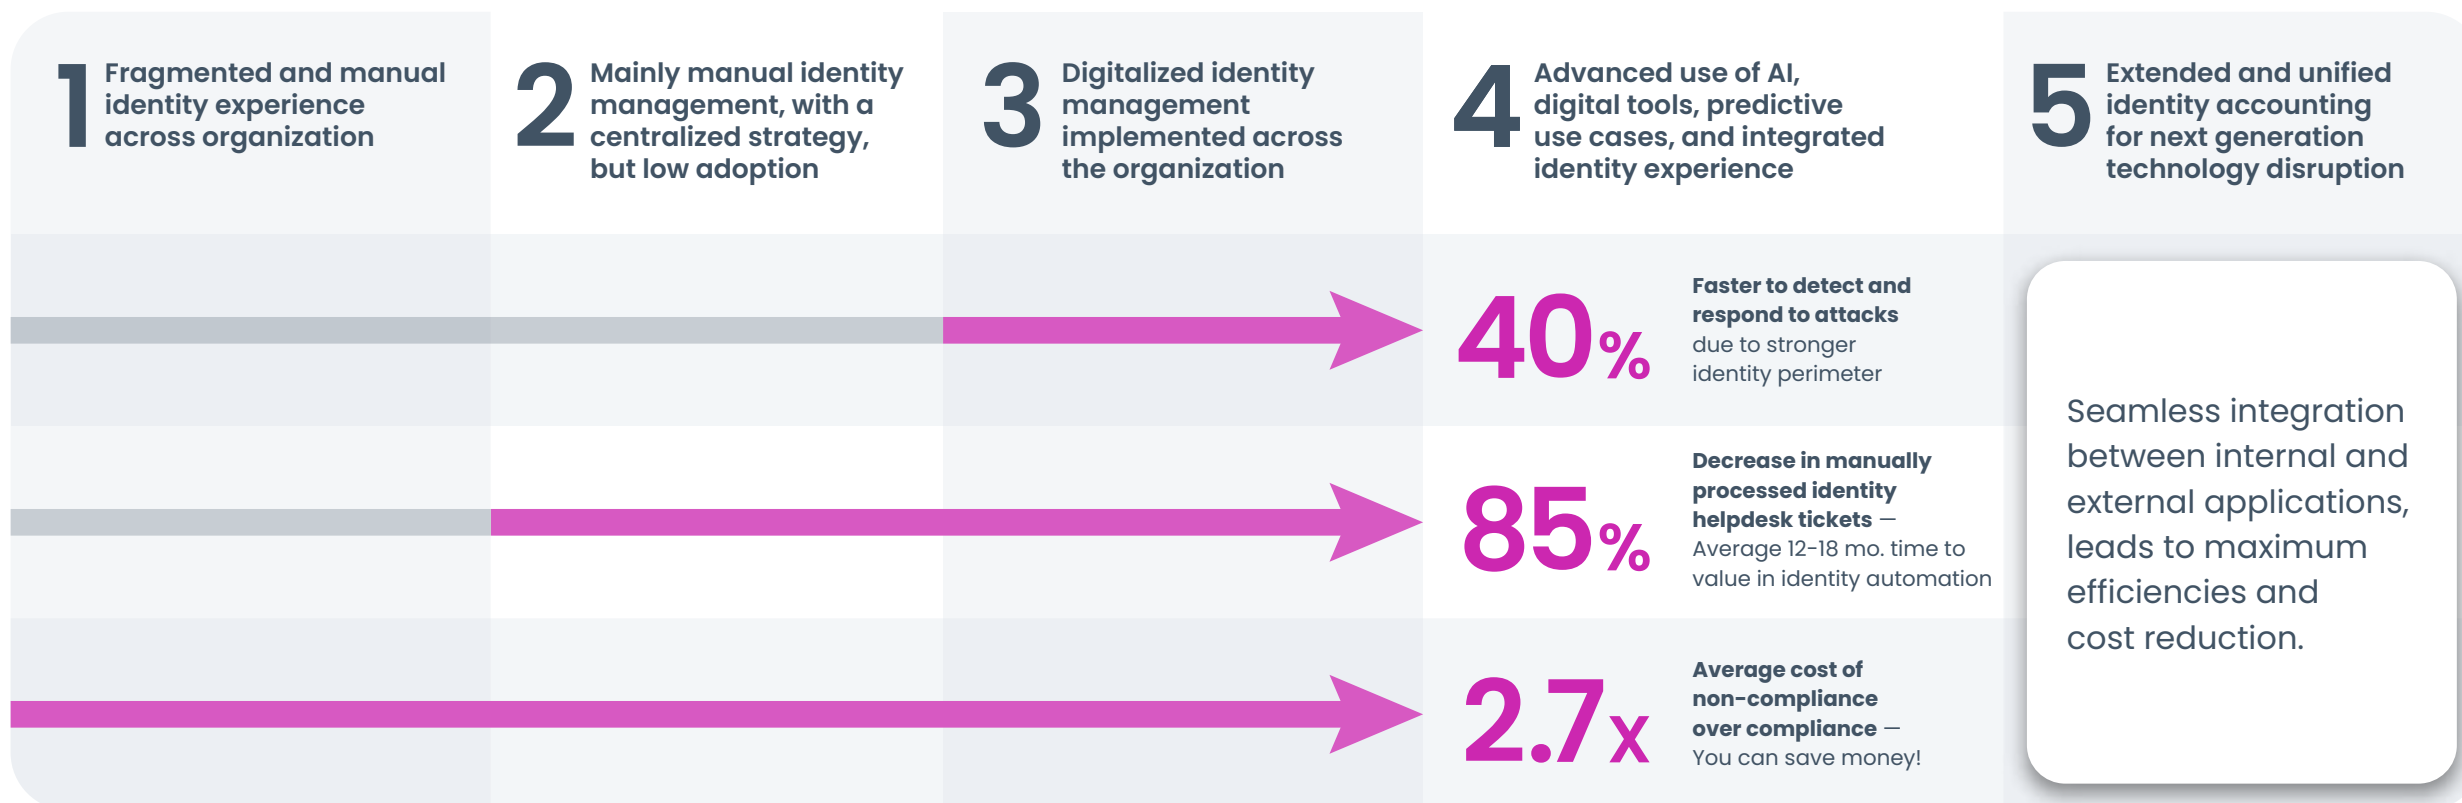 1
Fragmented and manual
identity experience
across organization
2
Mainly manual identity
management, with a
centralized strategy,
but low adoption
3
Digitalized identity
management
implemented across
the organization
4
Advanced use of AI,
digital tools, predictive
use cases, and integrated
identity experience
5
Extended and unified
identity accounting
for next generation
technology disruption
40%
Faster to detect and
respond to attacks
due to stronger
identity perimeter
85%
Decrease in manually
processed identity
helpdesk tickets —
Average 12-18 mo. time to
value in identity automation
2.7x
Average cost of
non-compliance
over compliance —
You can save money!
Seamless integration
between internal and
external applications,
leads to maximum
efficiencies and
cost reduction.